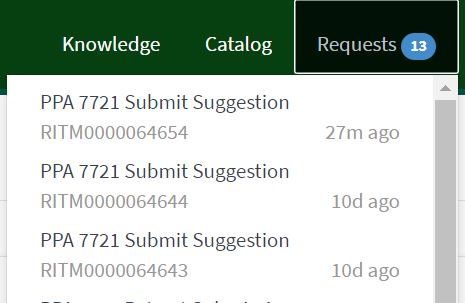 Knowledge Catalog Requests 13
PPA 7721 Submit Suggestion
RITM0000064654 27m ago
PPA 7721 Submit Suggestion
RITM0000064644 10d ago
PPA 7721 Submit Suggestion
RITM0000064643 10d ago